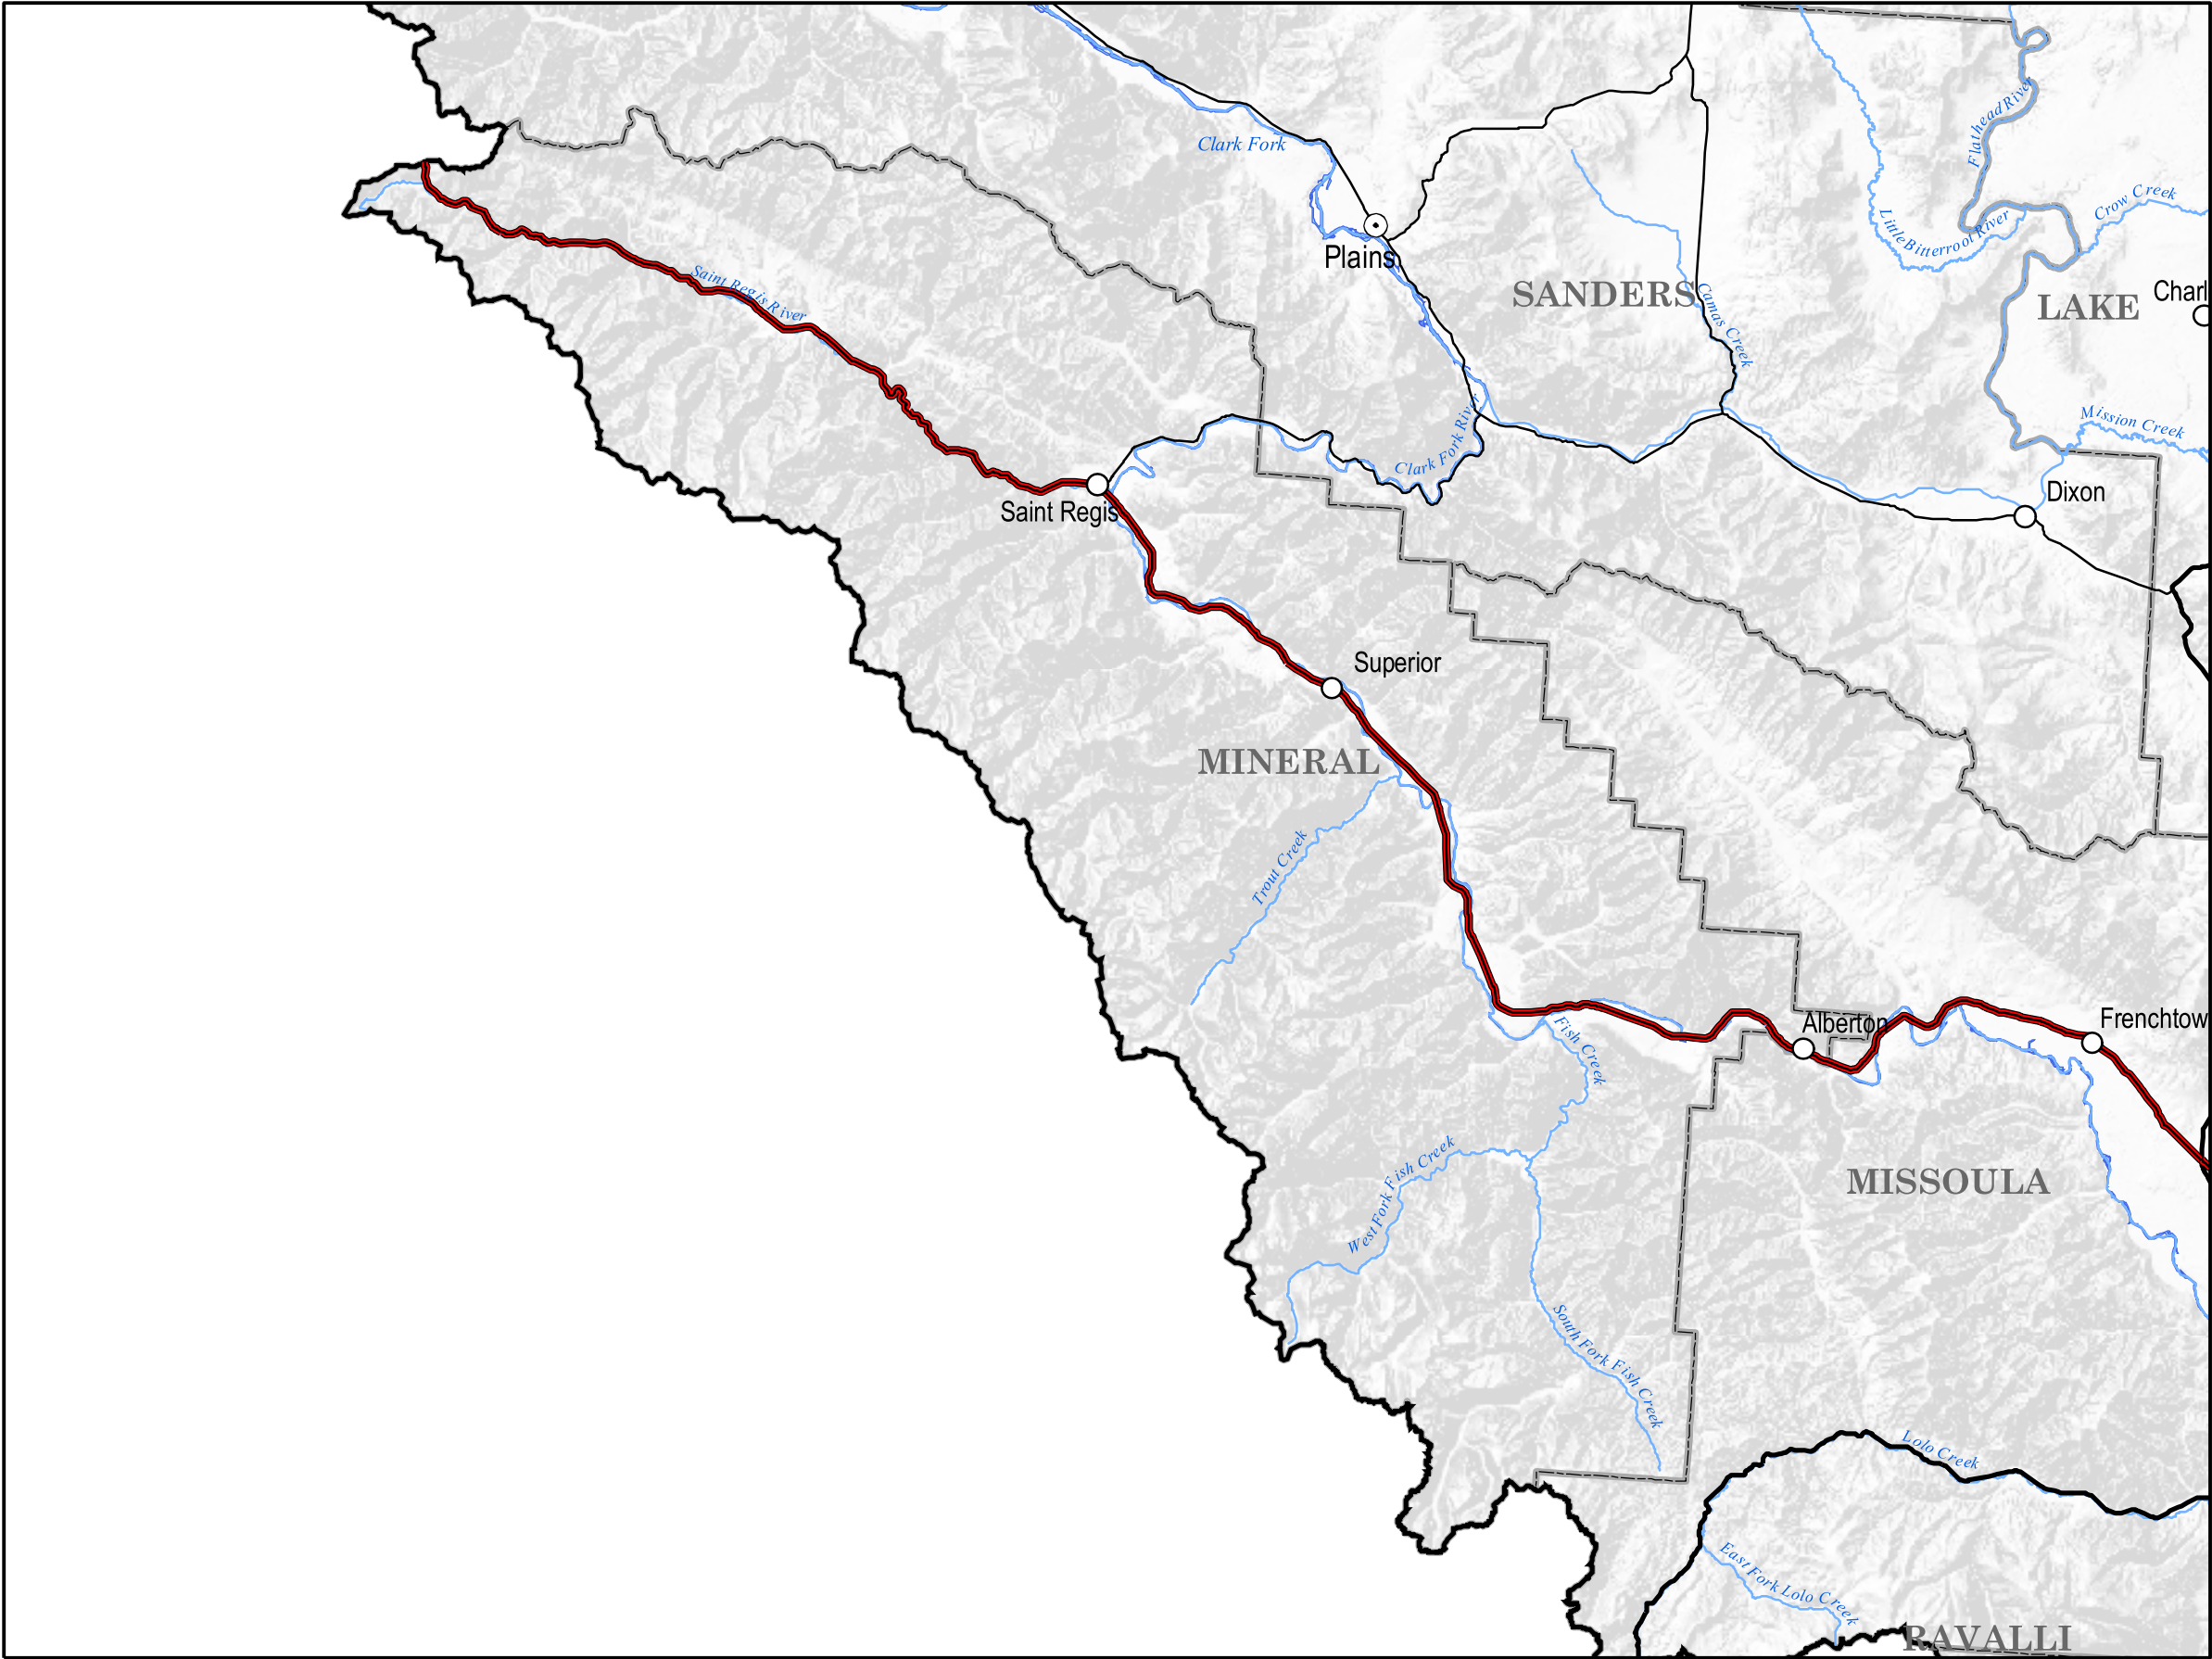 Clark Fork
Flathead River
Crow Creek
Little Bitterroot River
Plains
SANDERS
LAKE
Charl
Saint Regis River
Camas Creek
Mission Creek
Clark Fork River
Dixon
Saint Regis
Superior
MINERAL
Trout Creek
Alberton
Frenchtow
Fish Creek
West Fork Fish Creek
MISSOULA
South Fork Fish Creek
Lolo Creek
East Fork Lolo Creek
RAVALLI